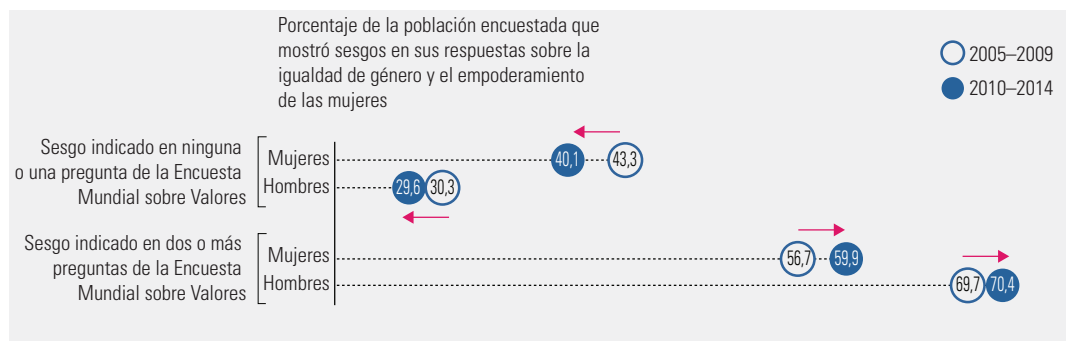 Porcentaje de la población encuestada que
mostró sesgos en sus respuestas sobre la
igualdad de género y el empoderamiento
de las mujeres
2005–2009
2010–2014
Sesgo indicado en ninguna
o una pregunta de la Encuesta
Mundial sobre Valores
Mujeres
40,1
43,3
Hombres
29,6
30,3
Sesgo indicado en dos o más
preguntas de la Encuesta
Mundial sobre Valores
Mujeres
56,7
59,9
Hombres
69,7
70,4